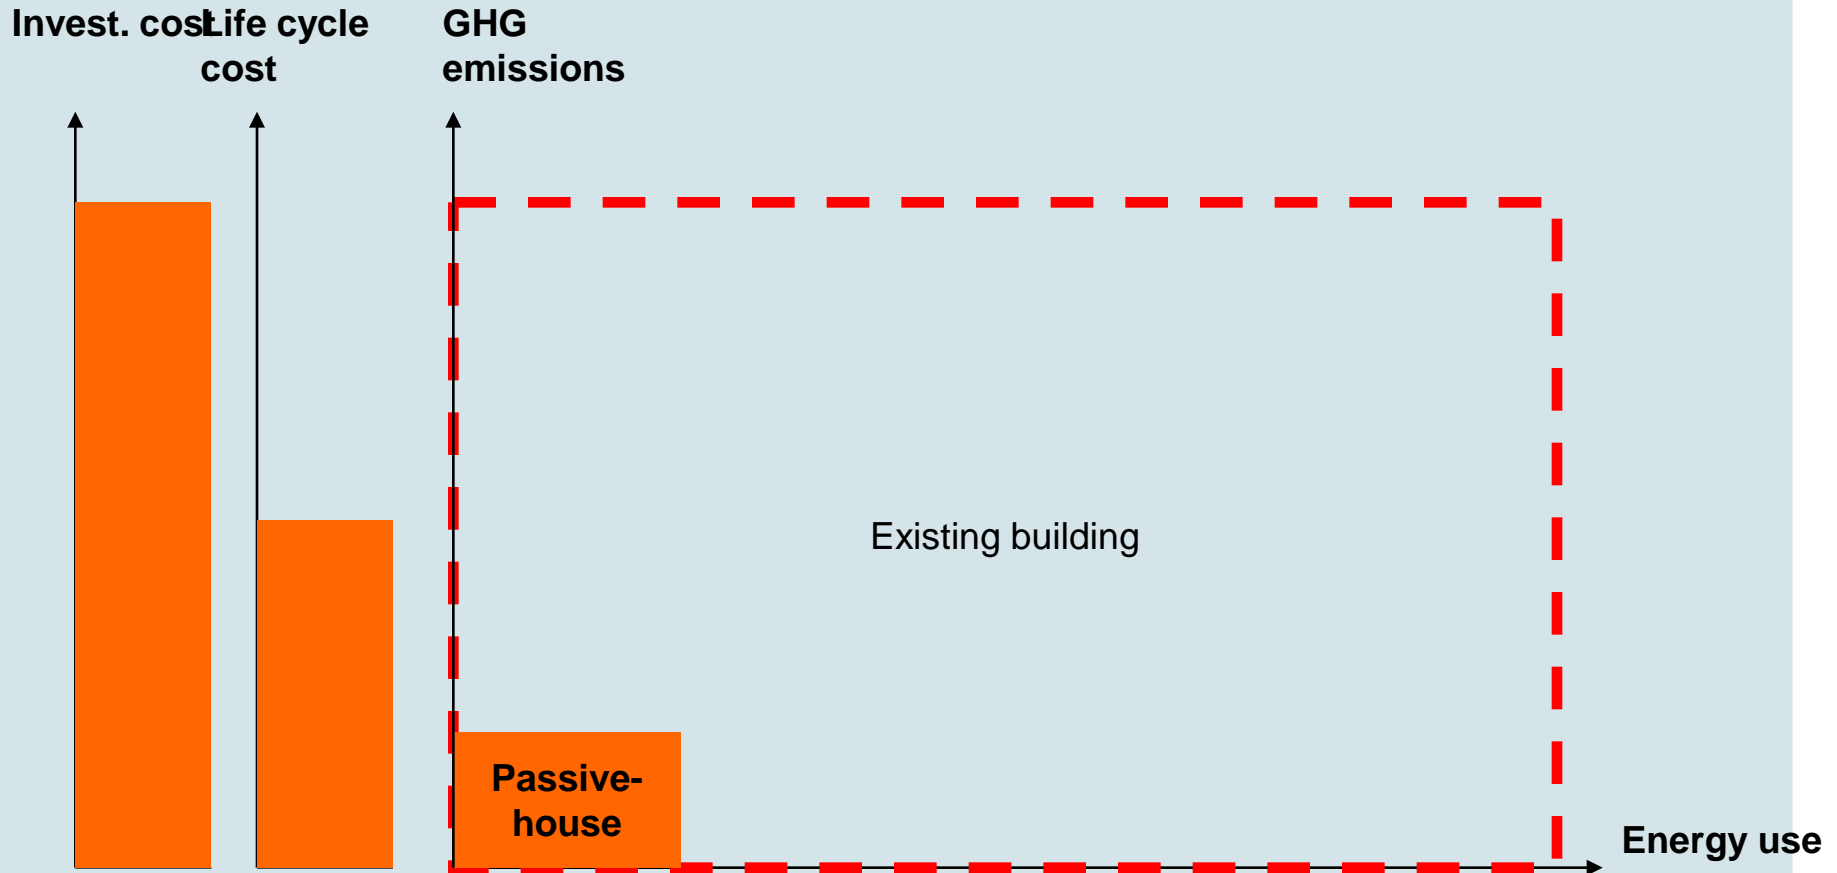 Invest. cost
Life cycle
cost
GHG
emissions
Existing building
Passive-
house
Energy use